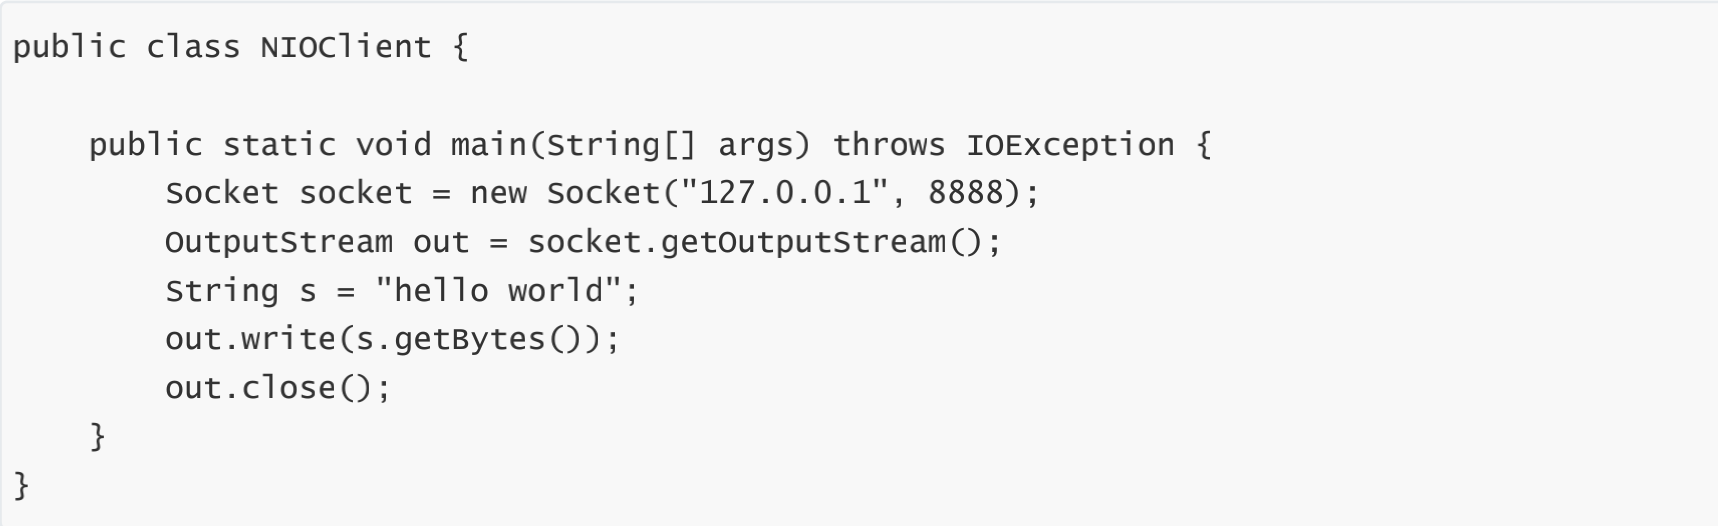 public class NIOClient {
    public static void main(String[] args) throws IOException {
        Socket socket = new Socket("127.0.0.1", 8888);
        OutputStream out = socket.getOutputStream();
        String s = "hello world";
        out.write(s.getBytes());
        out.close();
    }
}